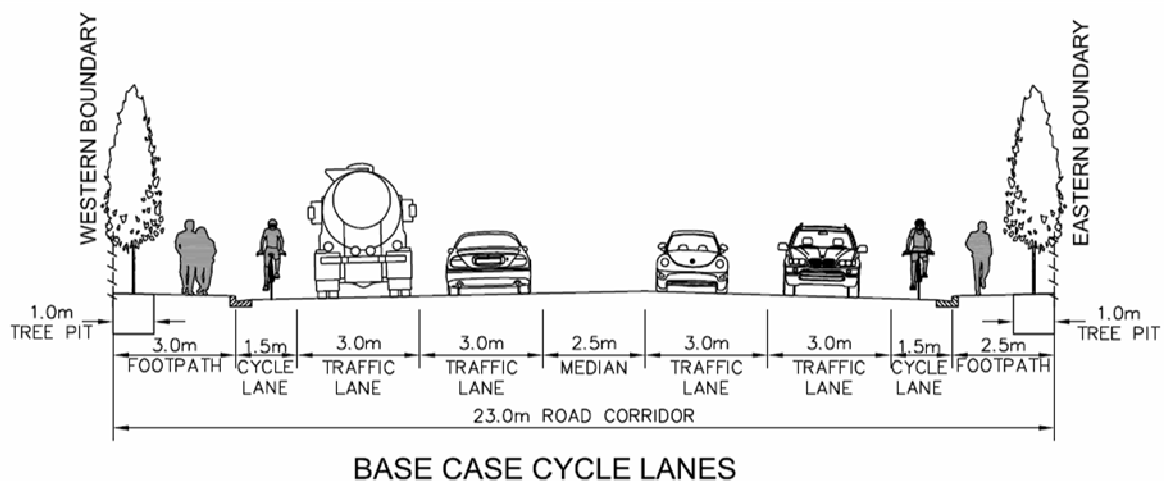 WESTERN BOUNDARY
EASTERN BOUNDARY
1.0m
TREE PIT
3.0m
FOOTPATH
1.5m
CYCLE
LANE
3.0m
TRAFFIC
LANE
3.0m
TRAFFIC
LANE
2.5m
MEDIAN
3.0m
TRAFFIC
LANE
3.0m
TRAFFIC
LANE
1.5m
CYCLE
LANE
2.5m
FOOTPATH
1.0m
TREE PIT
23.0m ROAD CORRIDOR
BASE CASE CYCLE LANES